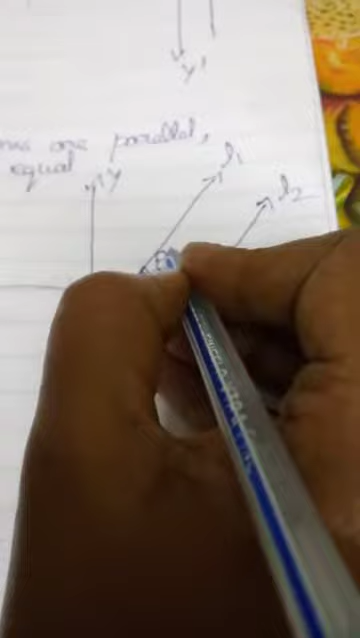 y'
are parallel,
equal
y
l1
l2